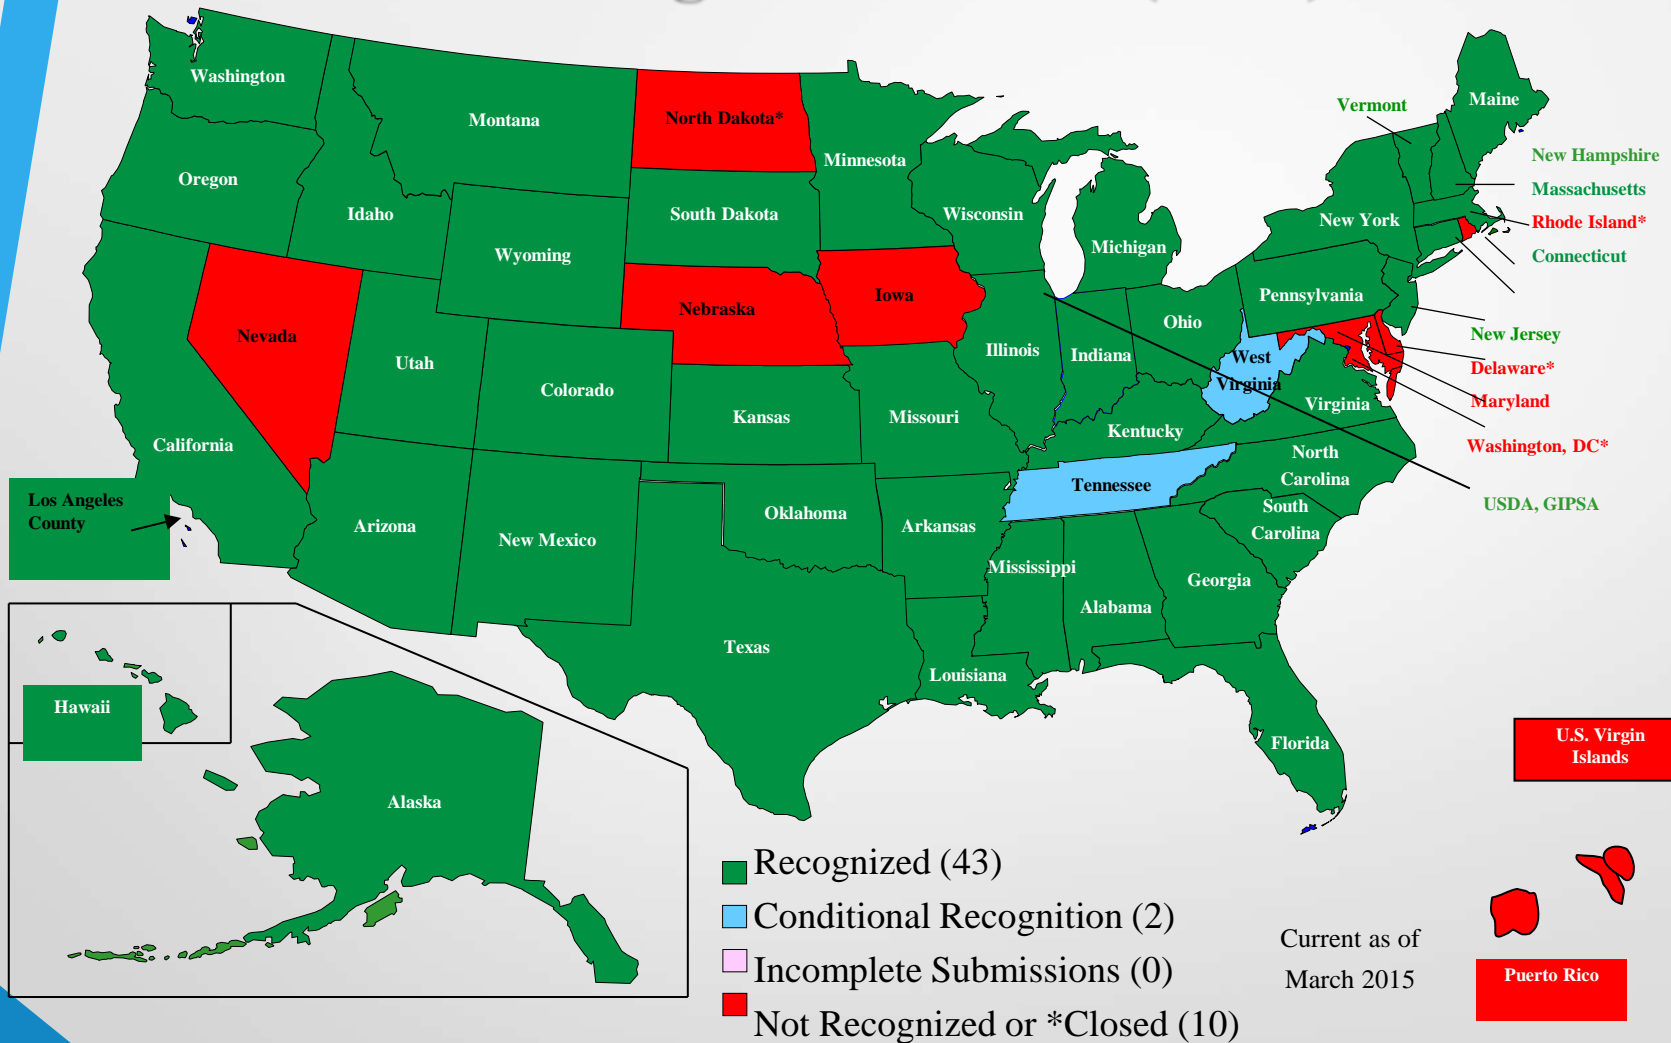 Washington
Montana
North Dakota*
Minnesota
Vermont
Maine
New Hampshire
Massachusetts
Rhode Island*
Connecticut
Oregon
Idaho
South Dakota
Wisconsin
Michigan
New York
Wyoming
Nebraska
Iowa
Pennsylvania
Nevada
Utah
Colorado
Kansas
Illinois
Indiana
Ohio
West
Virginia
Virginia
New Jersey
Delaware*
Maryland
Washington, DC*
USDA, GIPSA
California
Missouri
Kentucky
North
Carolina
Tennessee
Los Angeles
County
Arizona
New Mexico
Oklahoma
Arkansas
South
Carolina
Mississippi
Alabama
Georgia
Texas
Louisiana
Florida
Hawaii
Alaska
U.S. Virgin
Islands
Puerto Rico
Recognized (43)
Conditional Recognition (2)
Incomplete Submissions (0)
Not Recognized or *Closed (10)
Current as of
March 2015